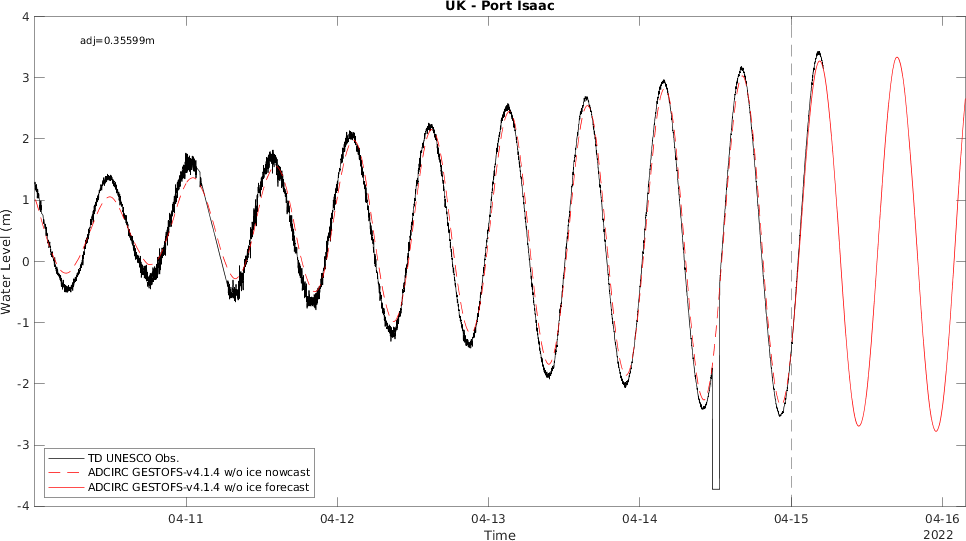 UK - Port Isaac
adj=0.35599m
Water Level (m)
4
3
2
1
0
-1
-2
-3
-4
TD UNESCO Obs.
ADCIRC GESTOFS-v4.1.4 w/o ice nowcast
ADCIRC GESTOFS-v4.1.4 w/o ice forecast
04-11 04-12 04-13 04-14 04-15 04-16
Time 2022